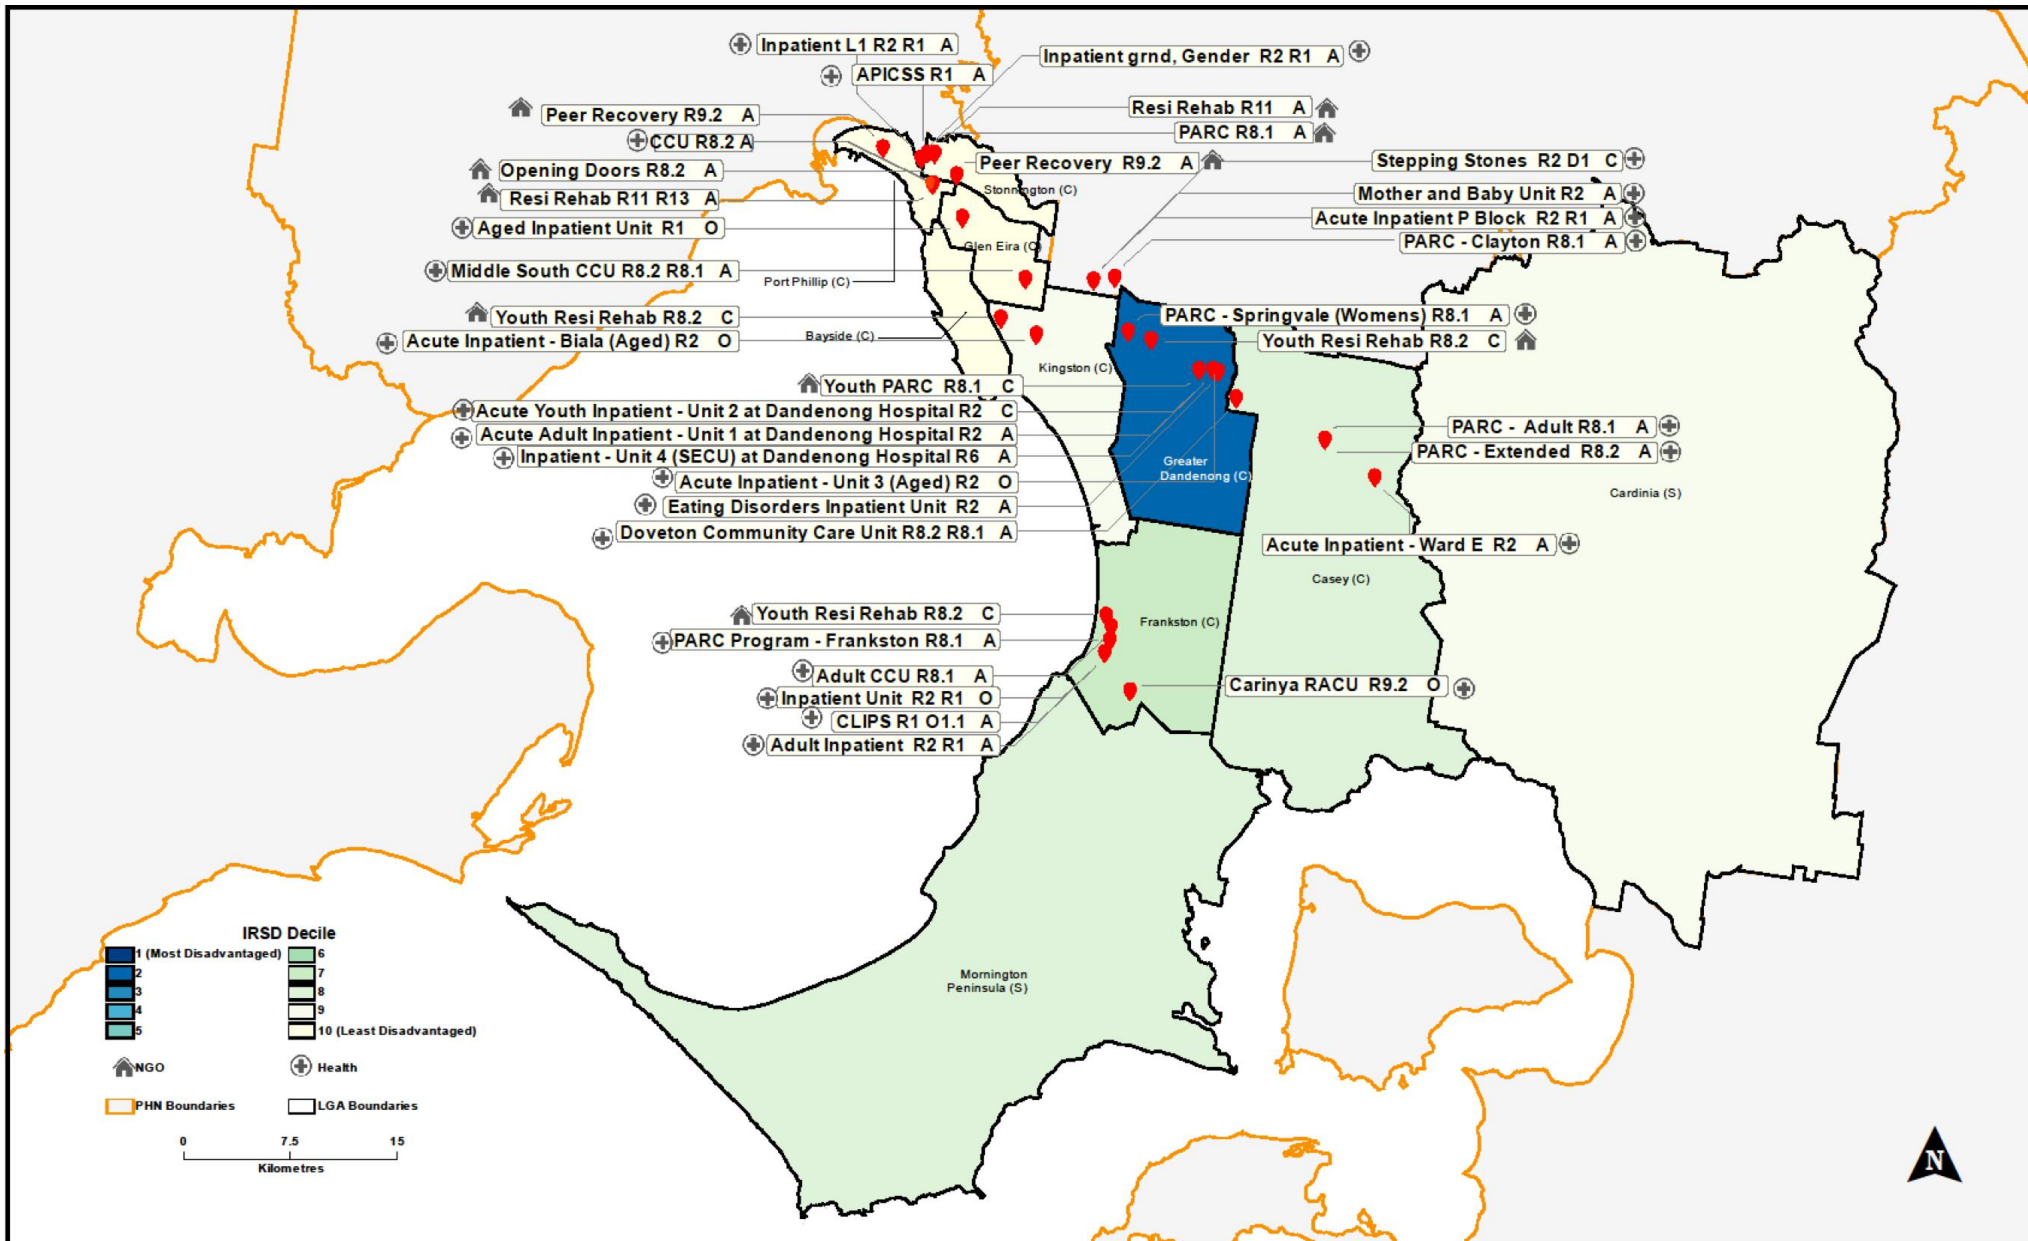 Inpatient L1 R2 R1 A
Inpatient grnd, Gender R2 R1 A
APICSS R1 A
Resi Rehab R11 A
Peer Recovery R9.2 A
PARC R8.1 A
CCU R8.2 A
Peer Recovery R9.2 A
Stepping Stones R2 D1 C
Opening Doors R8.2 A
Stonnington (C)
Mother and Baby Unit R2 A
Resi Rehab R11 R13 A
Acute Inpatient P Block R2 R1 A
Aged Inpatient Unit R1 O
Glen Eira (C)
PARC - Clayton R8.1 A
Middle South CCU R8.2 R8.1 A
Port Phillip (C)
Youth Resi Rehab R8.2 C
PARC - Springvale (Womens) R8.1 A
Acute Inpatient - Biala (Aged) R2 O
Bayside (C)
Youth Resi Rehab R8.2 C
Kingston (C)
Youth PARC R8.1 C
Acute Youth Inpatient - Unit 2 at Dandenong Hospital R2 C
Acute Adult Inpatient - Unit 1 at Dandenong Hospital R2 A
PARC - Adult R8.1 A
Inpatient - Unit 4 (SECU) at Dandenong Hospital R6 A
PARC - Extended R8.2 A
Greater
Dandenong (C)
Acute Inpatient - Unit 3 (Aged) R2 O
Cardinia (S)
Eating Disorders Inpatient Unit R2 A
Doveton Community Care Unit R8.2 R8.1 A
Acute Inpatient - Ward E R2 A
Casey (C)
Youth Resi Rehab R8.2 C
Frankston (C)
PARC Program - Frankston R8.1 A
Adult CCU R8.1 A
Carinya RACU R9.2 O
Inpatient Unit R2 R1 O
CLIPS R1 O1.1 A
Adult Inpatient R2 R1 A
Mornington
Peninsula (S)
IRSD Decile
1 (Most Disadvantaged)
2
3
4
5
6
7
8
9
10 (Least Disadvantaged)
NGO
Health
PHN Boundaries
LGA Boundaries
0 7.5 15
Kilometres
N